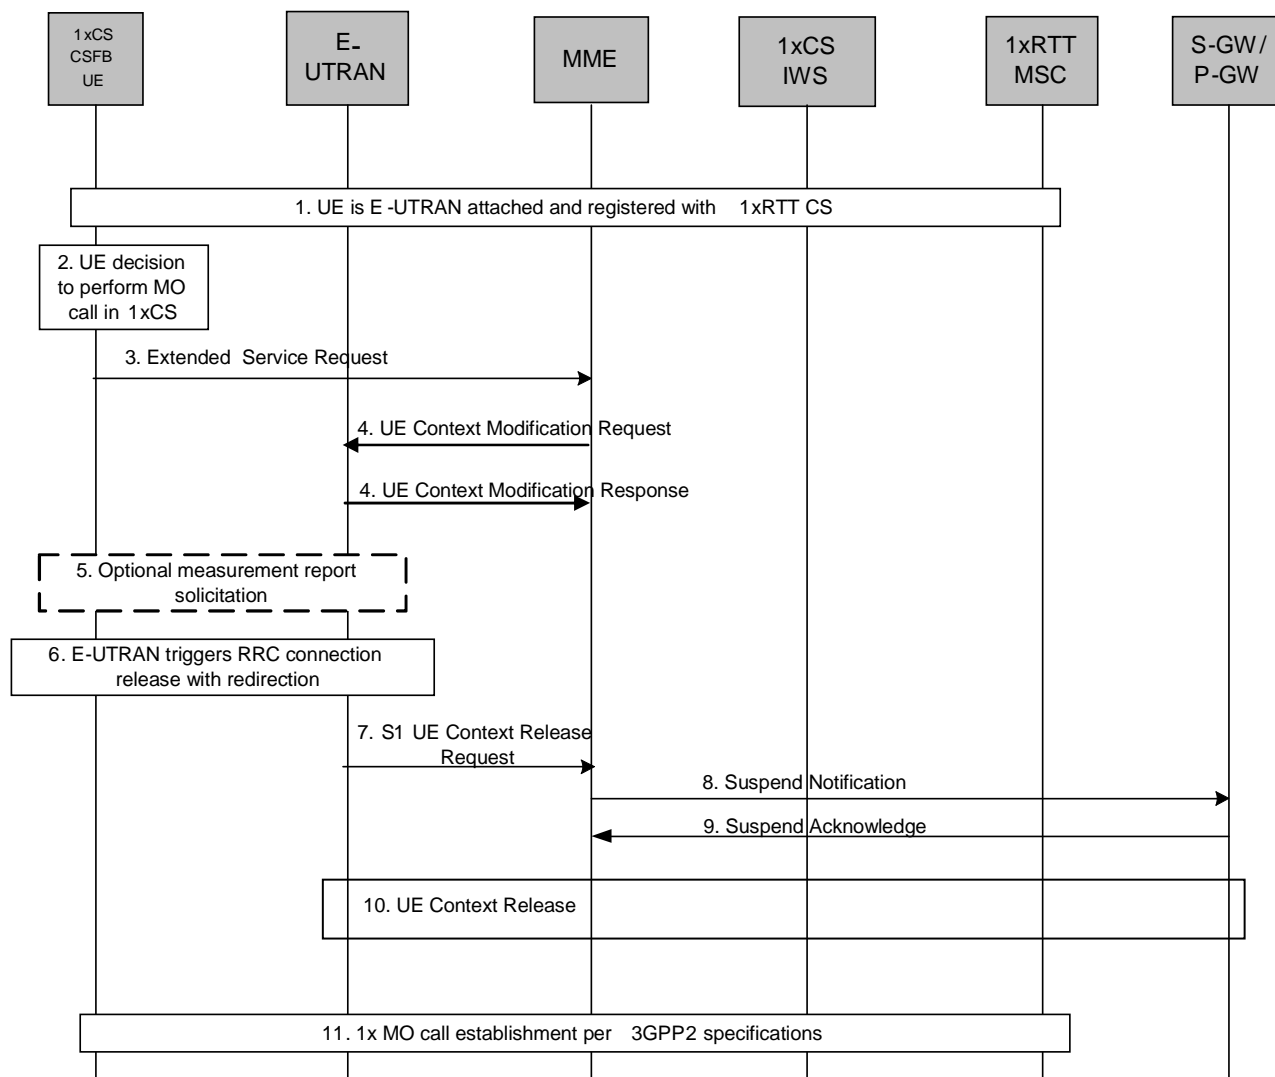 1xCS
CSFB
UE
E-
UTRAN
MME
1xCS
IWS
1xRTT
MSC
S-GW/
P-GW
1. UE is E-UTRAN attached and registered with 1xRTT CS
2. UE decision
to perform MO
call in 1xCS
3. Extended Service Request
4. UE Context Modification Request
4. UE Context Modification Response
5. Optional measurement report
solicitation
6. E-UTRAN triggers RRC connection
release with redirection
7. S1 UE Context Release
Request
8. Suspend Notification
9. Suspend Acknowledge
10. UE Context Release
11. 1x MO call establishment per 3GPP2 specifications